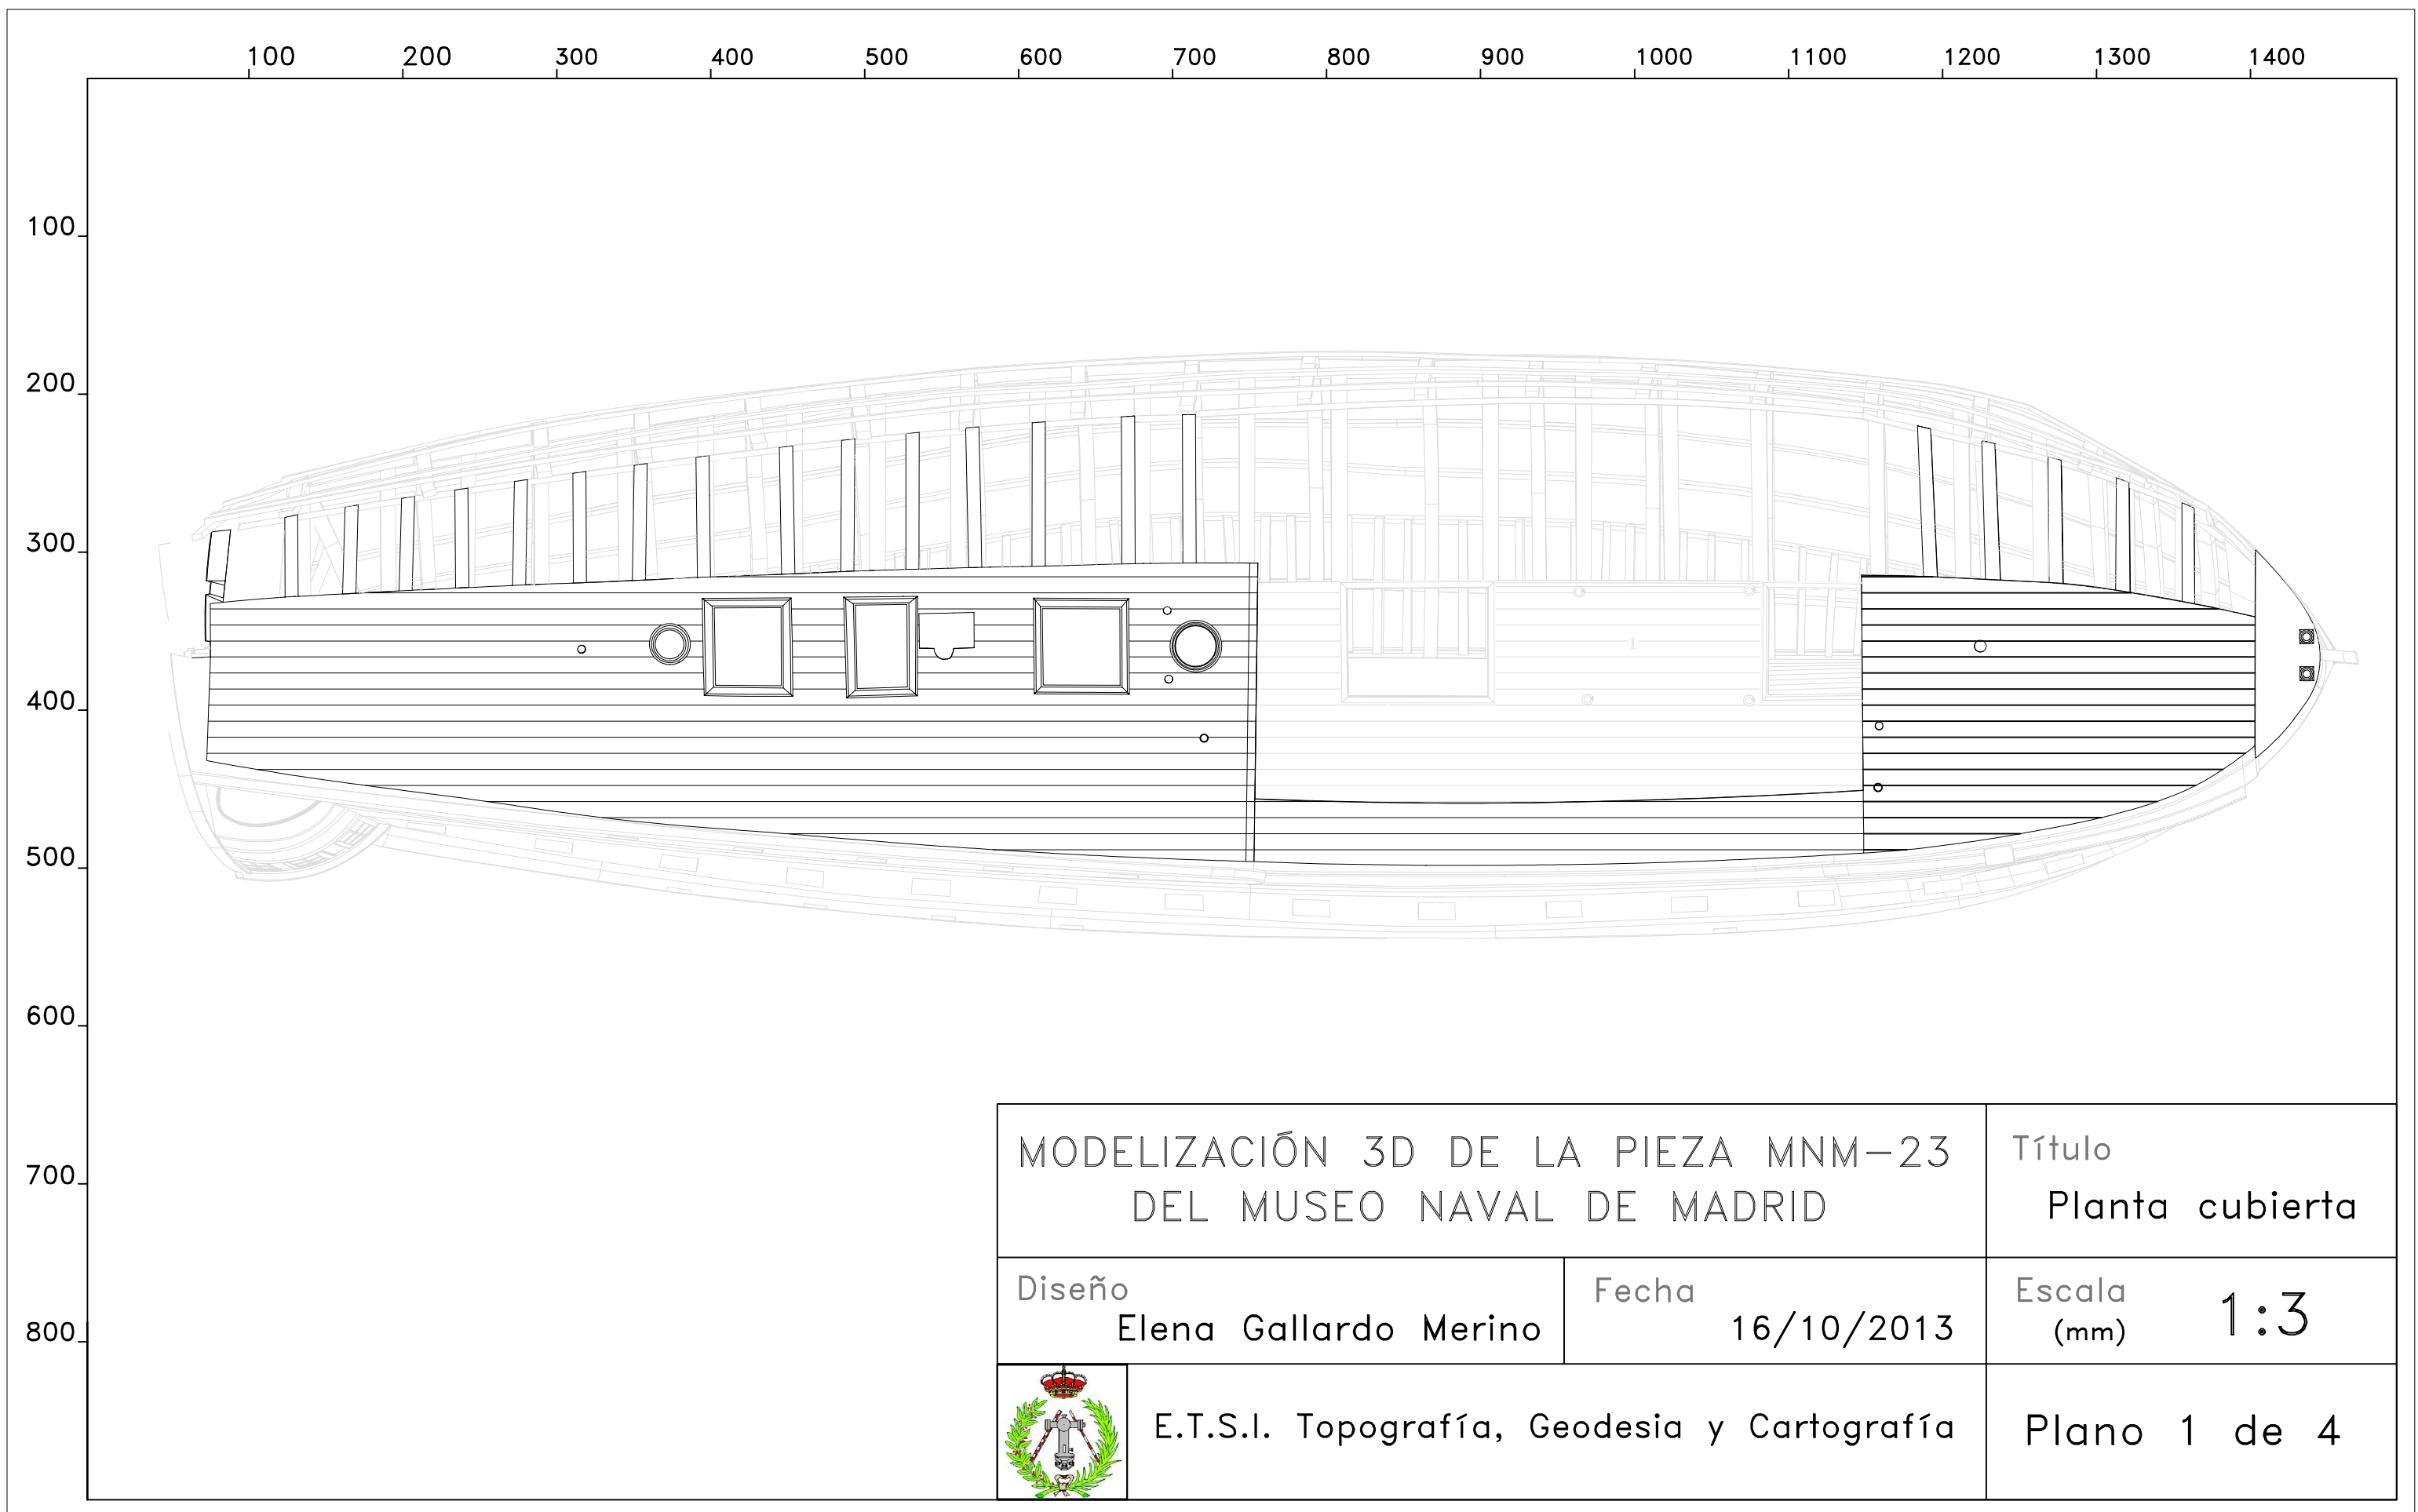 100 200 300 400 500 600 700 800 900 1000 1100 1200 1300 1400
100
200
300
400
500
600
700
800
MODELIZACIÓN 3D DE LA PIEZA MNM-23
DEL MUSEO NAVAL DE MADRID
Título
Planta cubierta
Diseño
Elena Gallardo Merino
Fecha
16/10/2013
Escala
(mm)
1:3
E.T.S.I. Topografía, Geodesia y Cartografía
Plano 1 de 4